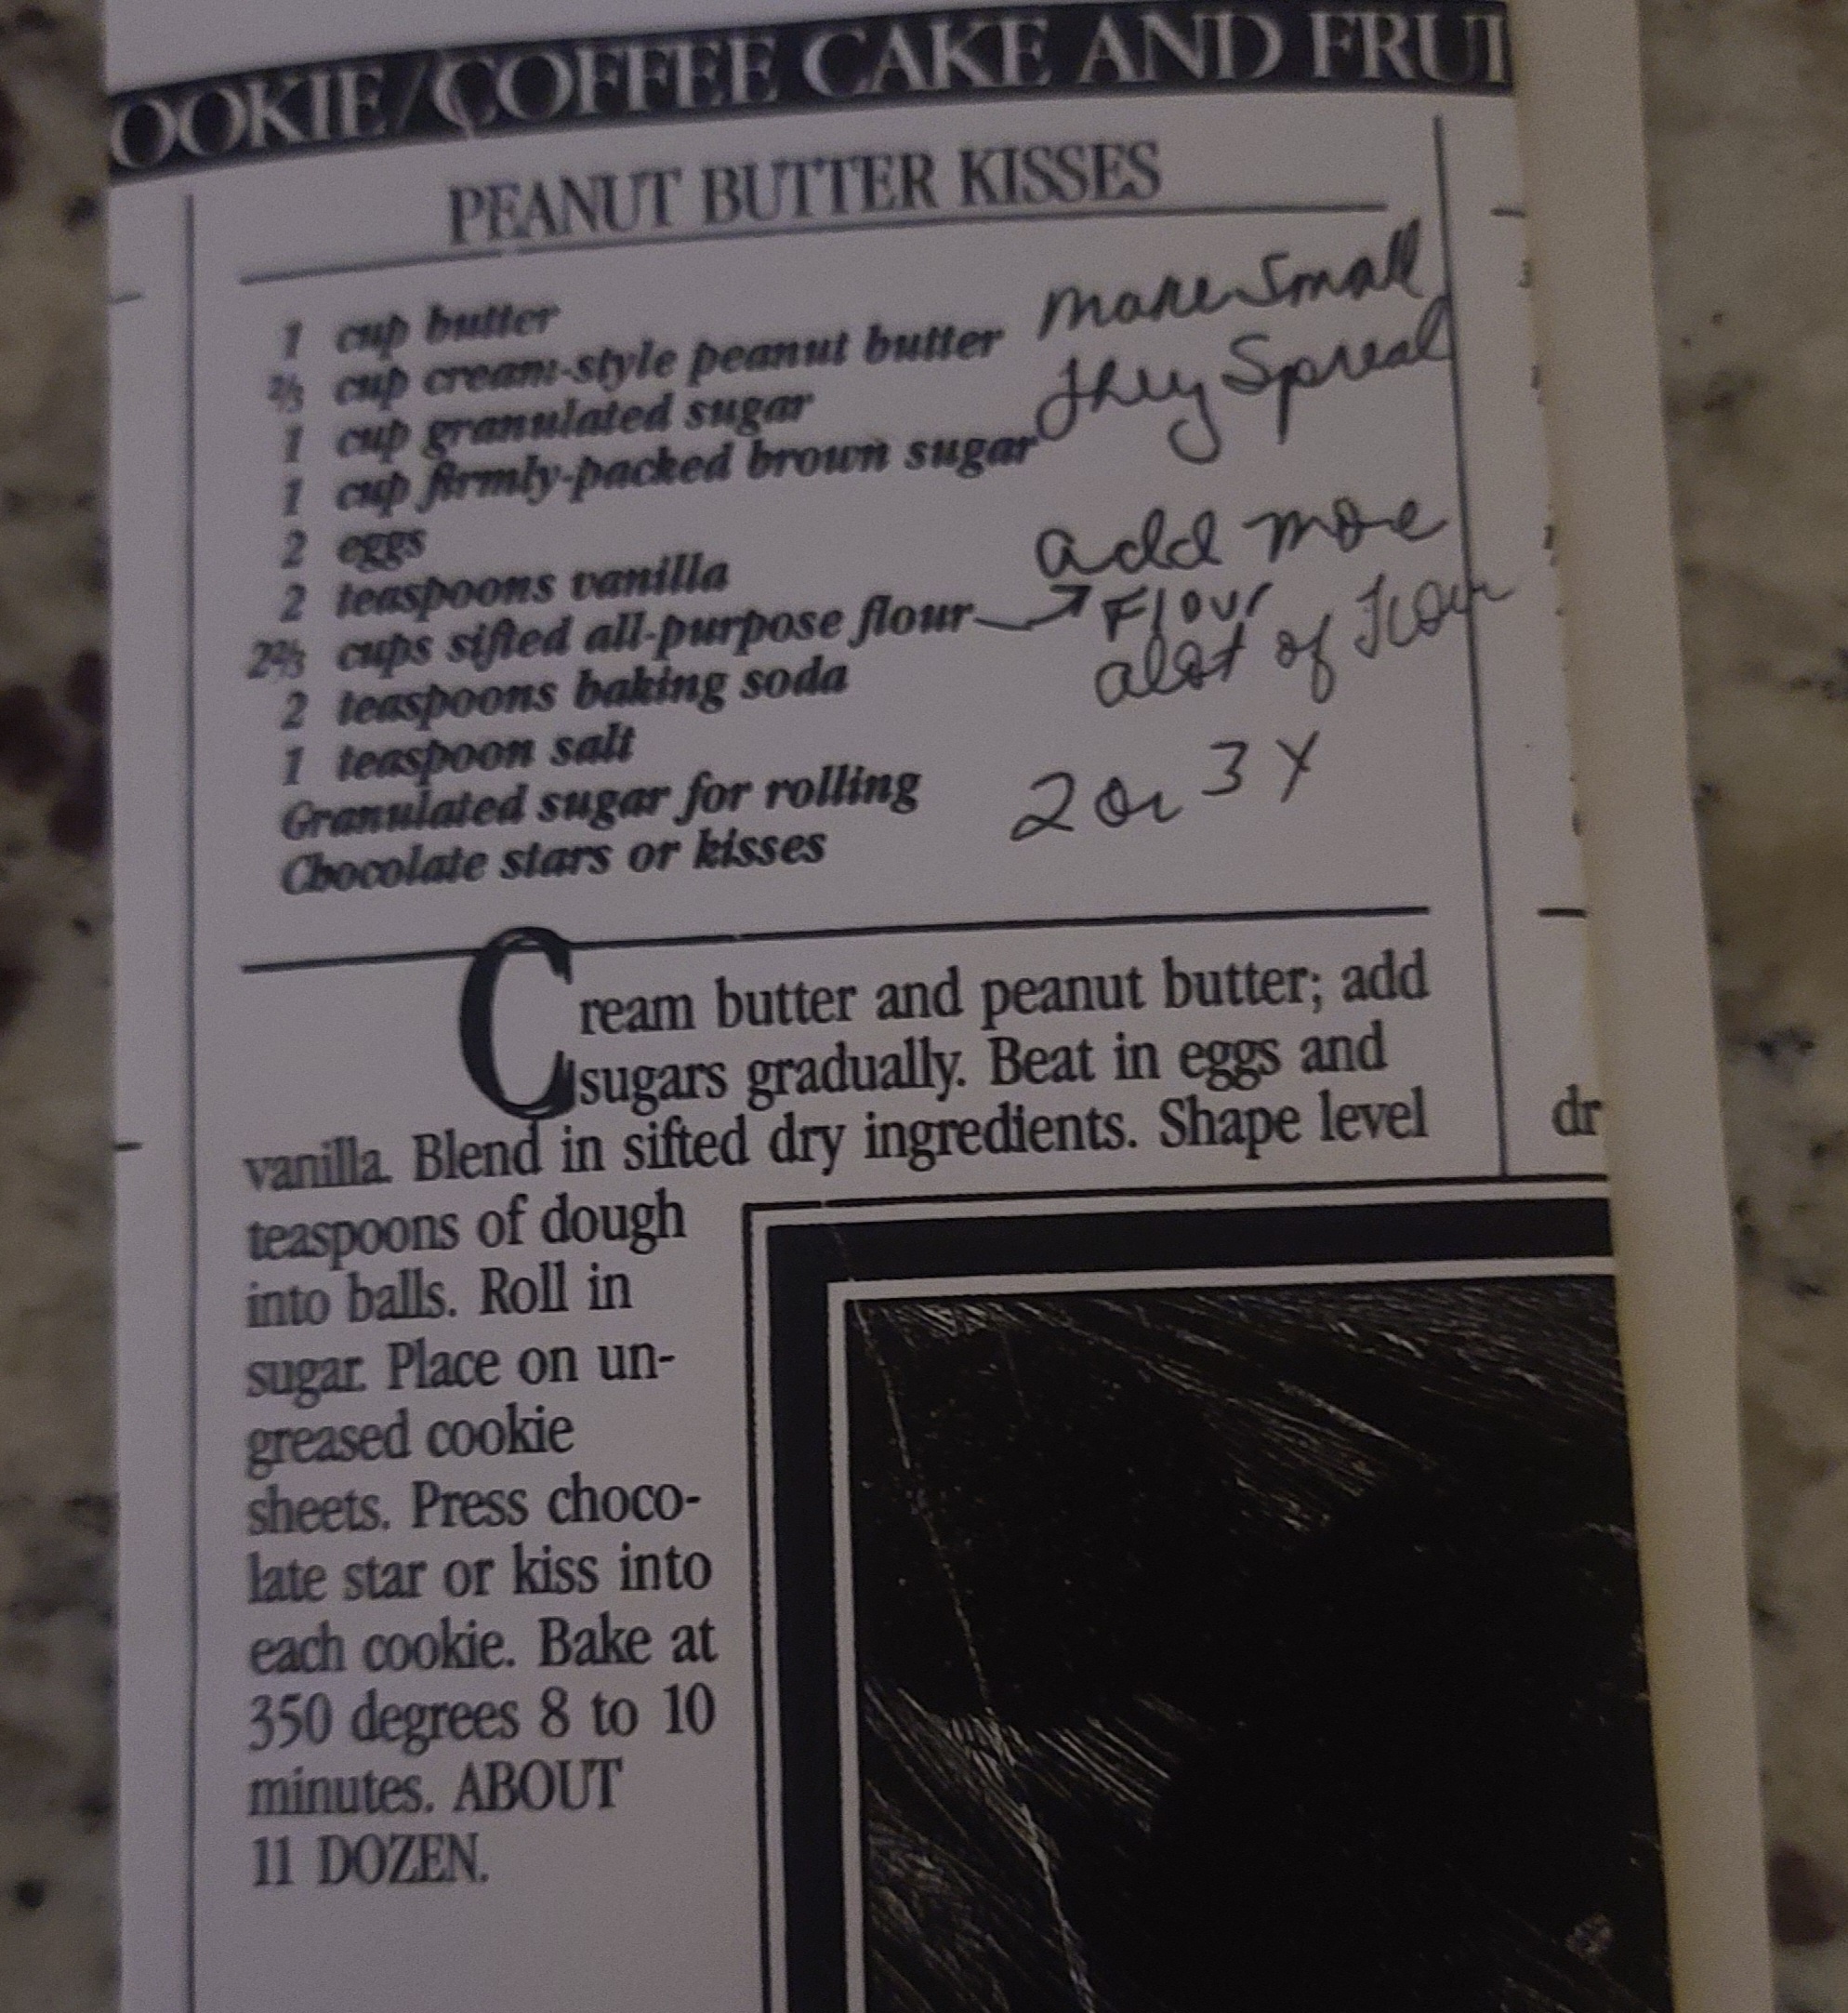 OOKIE/COFFEE CAKE AND FRUI
PEANUT BUTTER KISSES
1 cup butter
⅔ cup cream-style peanut butter
1 cup granulated sugar
1 cup firmly-packed brown sugar
2 eggs
2 teaspoons vanilla
2⅔ cups sifted all-purpose flour
2 teaspoons baking soda
1 teaspoon salt
Granulated sugar for rolling
Chocolate stars or kisses
make small
they Spread
add more
Flour
alot of flour
2 or 3 X
Cream butter and peanut butter; add
sugars gradually. Beat in eggs and
vanilla. Blend in sifted dry ingredients. Shape level
teaspoons of dough
into balls. Roll in
sugar. Place on un-
greased cookie
sheets. Press choco-
late star or kiss into
each cookie. Bake at
350 degrees 8 to 10
minutes. ABOUT
11 DOZEN.
dr